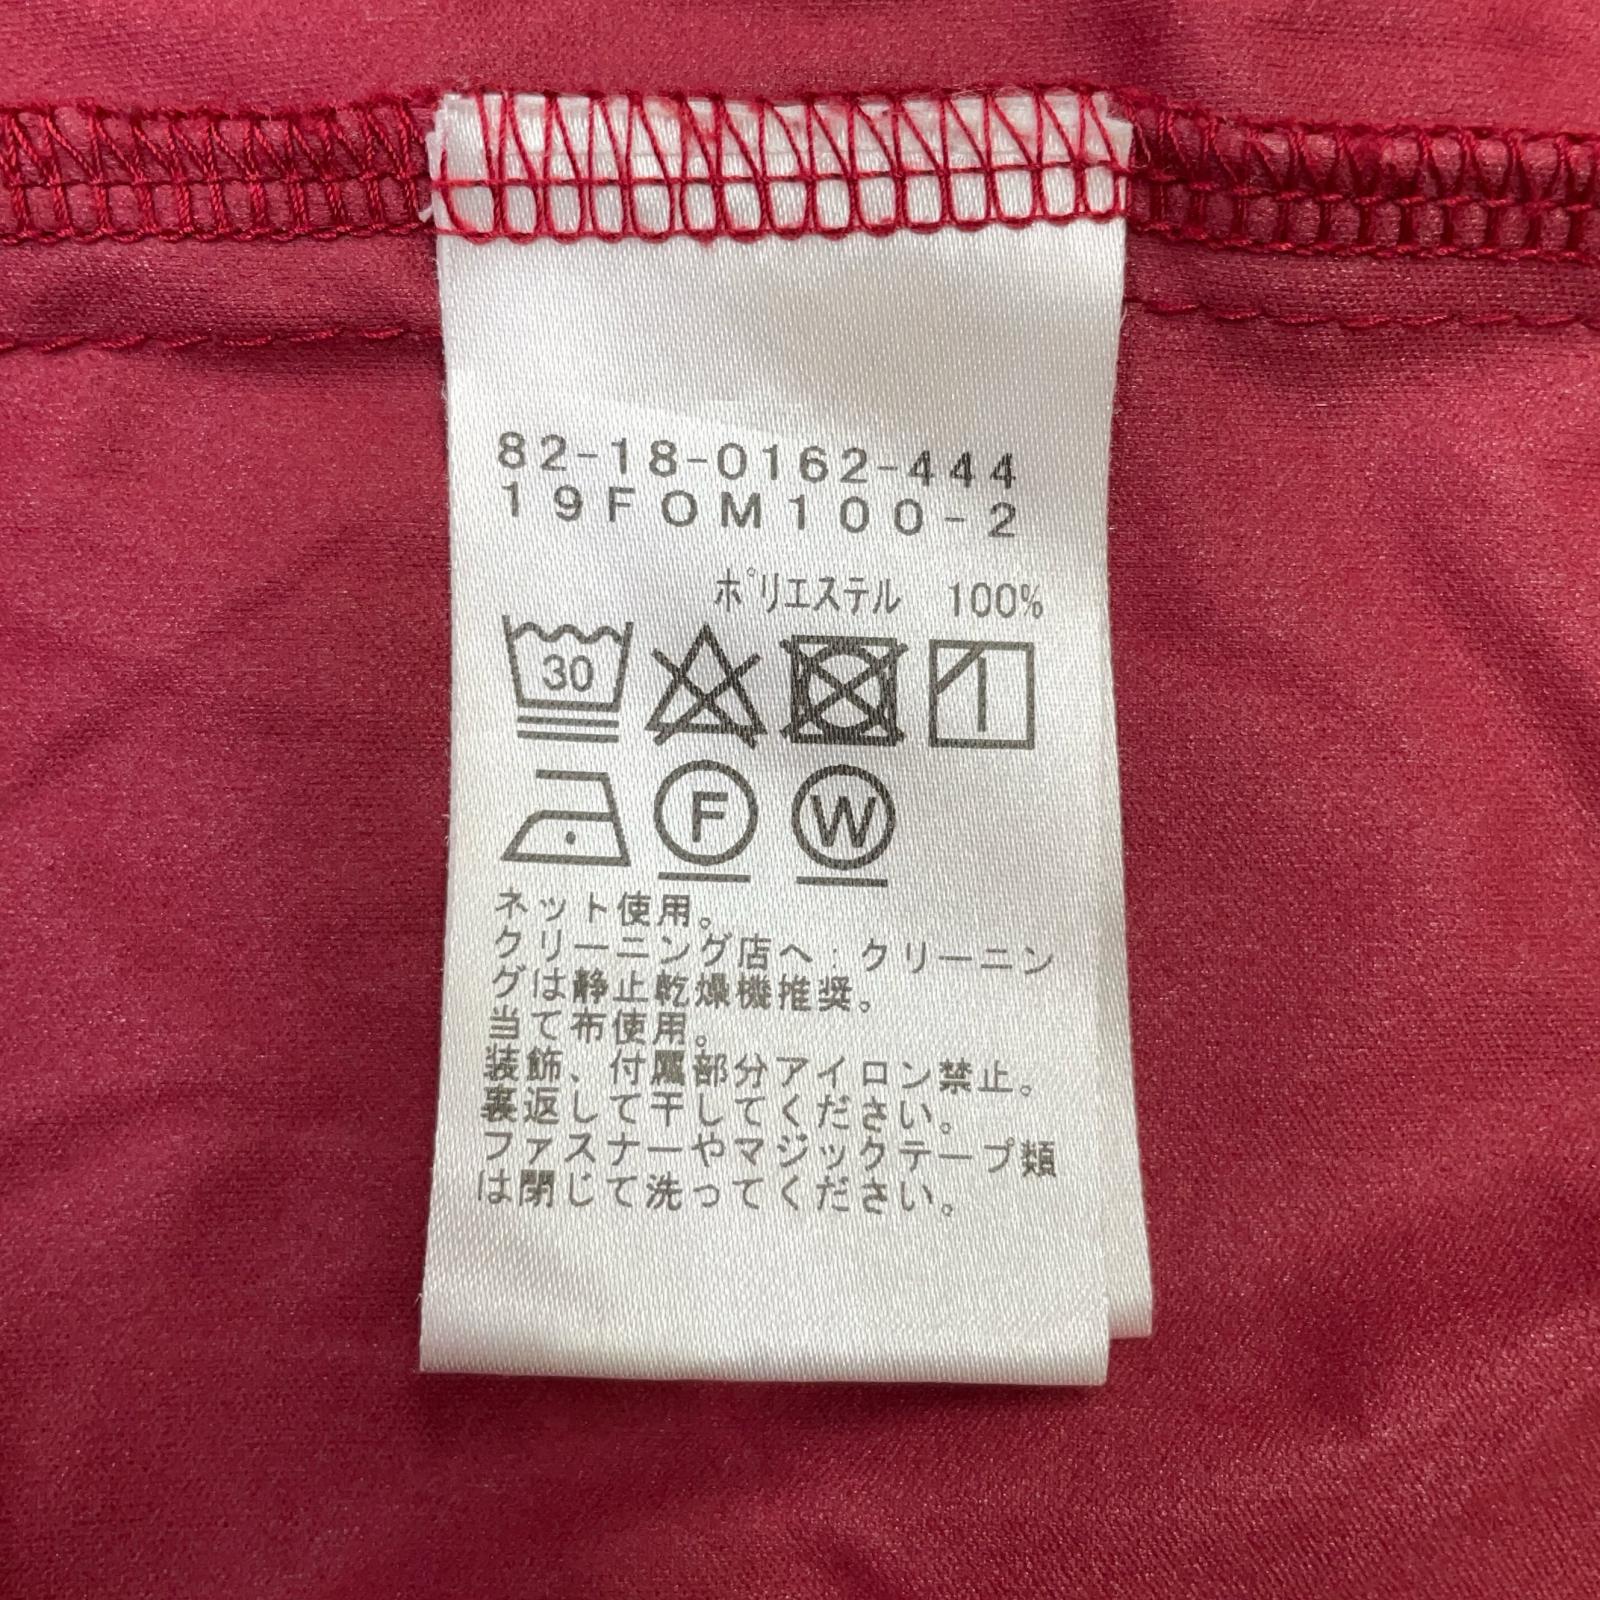 82-18-0162-444
19FOM100-2
ポリエステル 100%
30
F W
ネット使用。
クリーニング店へ:クリーニン
グは静止乾燥機推奨。
当て布使用。
装飾、付属部分アイロン禁止。
裏返して干してください。
ファスナーやマジックテープ類
は閉じて洗ってください。